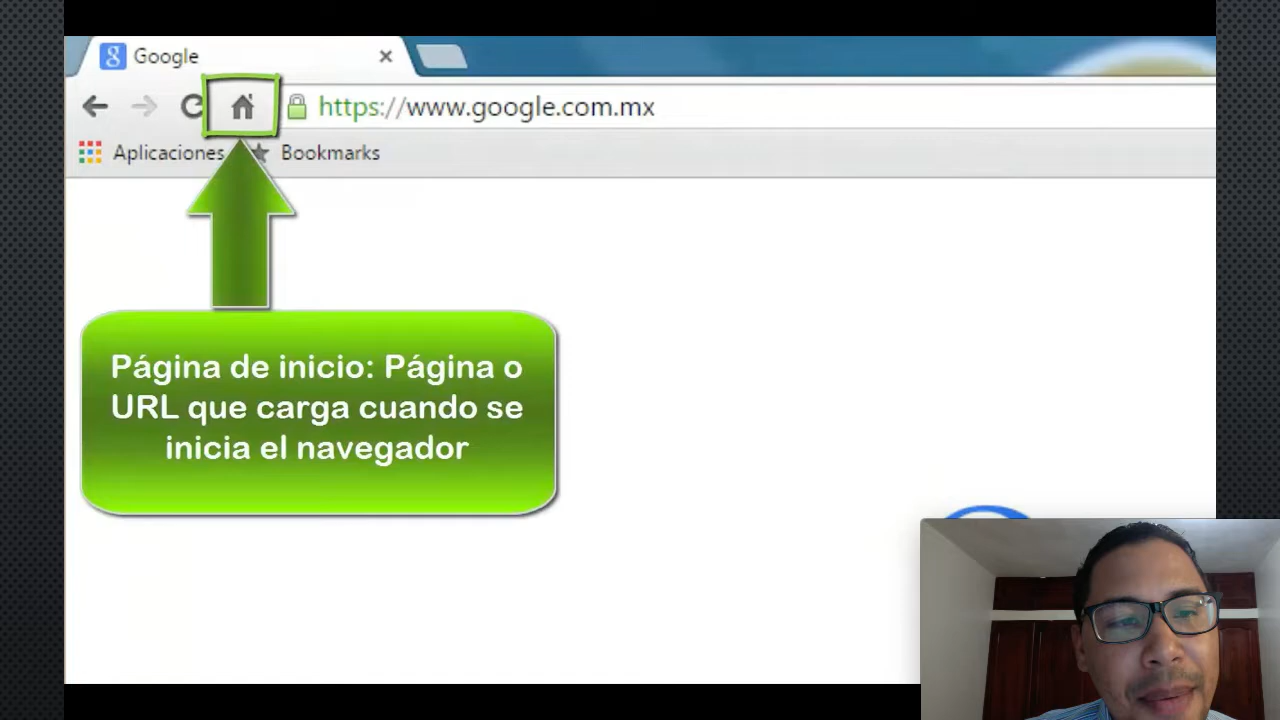 Google
https://www.google.com.mx
Aplicaciones
Bookmarks
Página de inicio: Página o
URL que carga cuando se
inicia el navegador